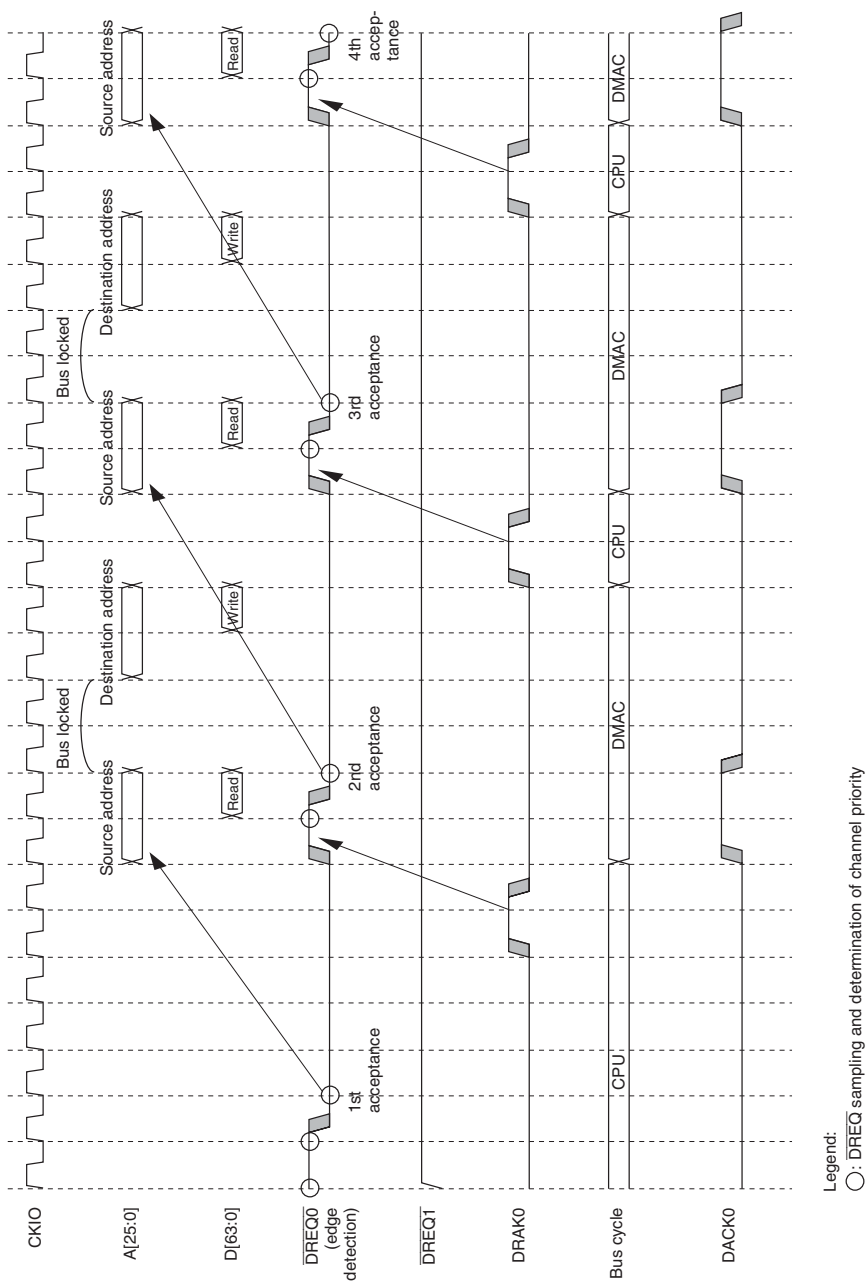 CKIO
Bus locked
Bus locked
A[25:0]
Source address
Destination address
Source address
Destination address
Source address
D[63:0]
Read
Write
Read
Write
Read
DREQ0
(edge
detection)
1st
acceptance
2nd
acceptance
3rd
acceptance
4th
accep-
tance
DREQ1
DRAK0
Bus cycle
CPU
DMAC
CPU
DMAC
CPU
DMAC
DACK0
Legend:
○: DREQ sampling and determination of channel priority